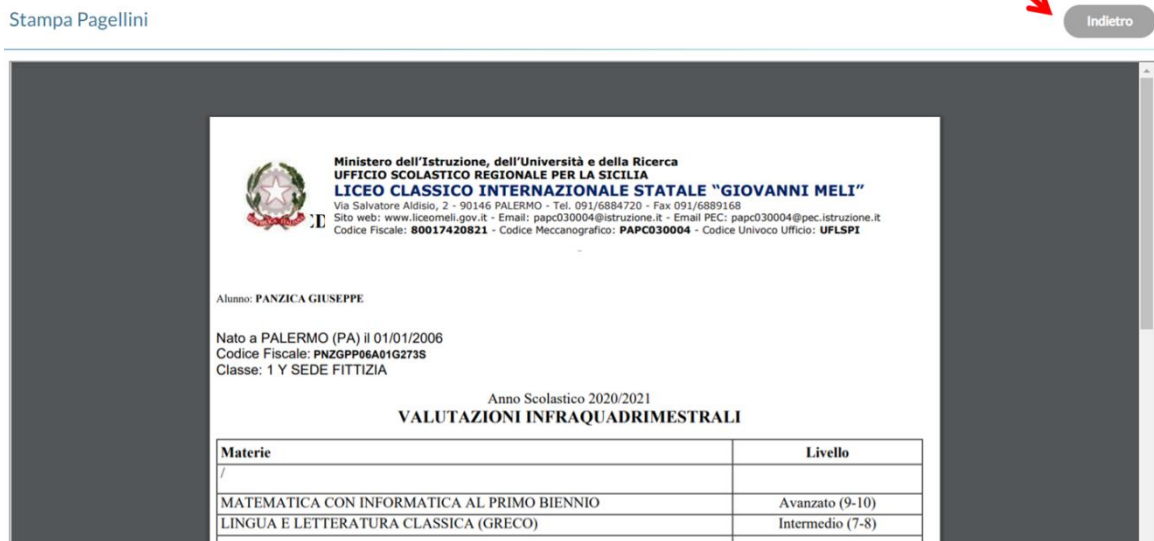 Stampa Pagellini
Indietro
Ministero dell'Istruzione, dell'Università e della Ricerca
UFFICIO SCOLASTICO REGIONALE PER LA SICILIA
LICEO CLASSICO INTERNAZIONALE STATALE “GIOVANNI MELI”
Via Salvatore Aldisio, 2 - 90146 PALERMO - Tel. 091/6884720 - Fax 091/6889168
Sito web: www.liceomeli.gov.it - Email: papc030004@istruzione.it - Email PEC: papc030004@pec.istruzione.it
Codice Fiscale: 80017420821 - Codice Meccanografico: PAPC030004 - Codice Univoco Ufficio: UFLSPI
Alunno: PANZICA GIUSEPPE
Nato a PALERMO (PA) il 01/01/2006
Codice Fiscale: PNZGPP06A01G273S
Classe: 1 Y SEDE FITTIZIA
Anno Scolastico 2020/2021
VALUTAZIONI INFRAQUADRIMESTRALI
Materie Livello
/
MATEMATICA CON INFORMATICA AL PRIMO BIENNIO Avanzato (9-10)
LINGUA E LETTERATURA CLASSICA (GRECO) Intermedio (7-8)